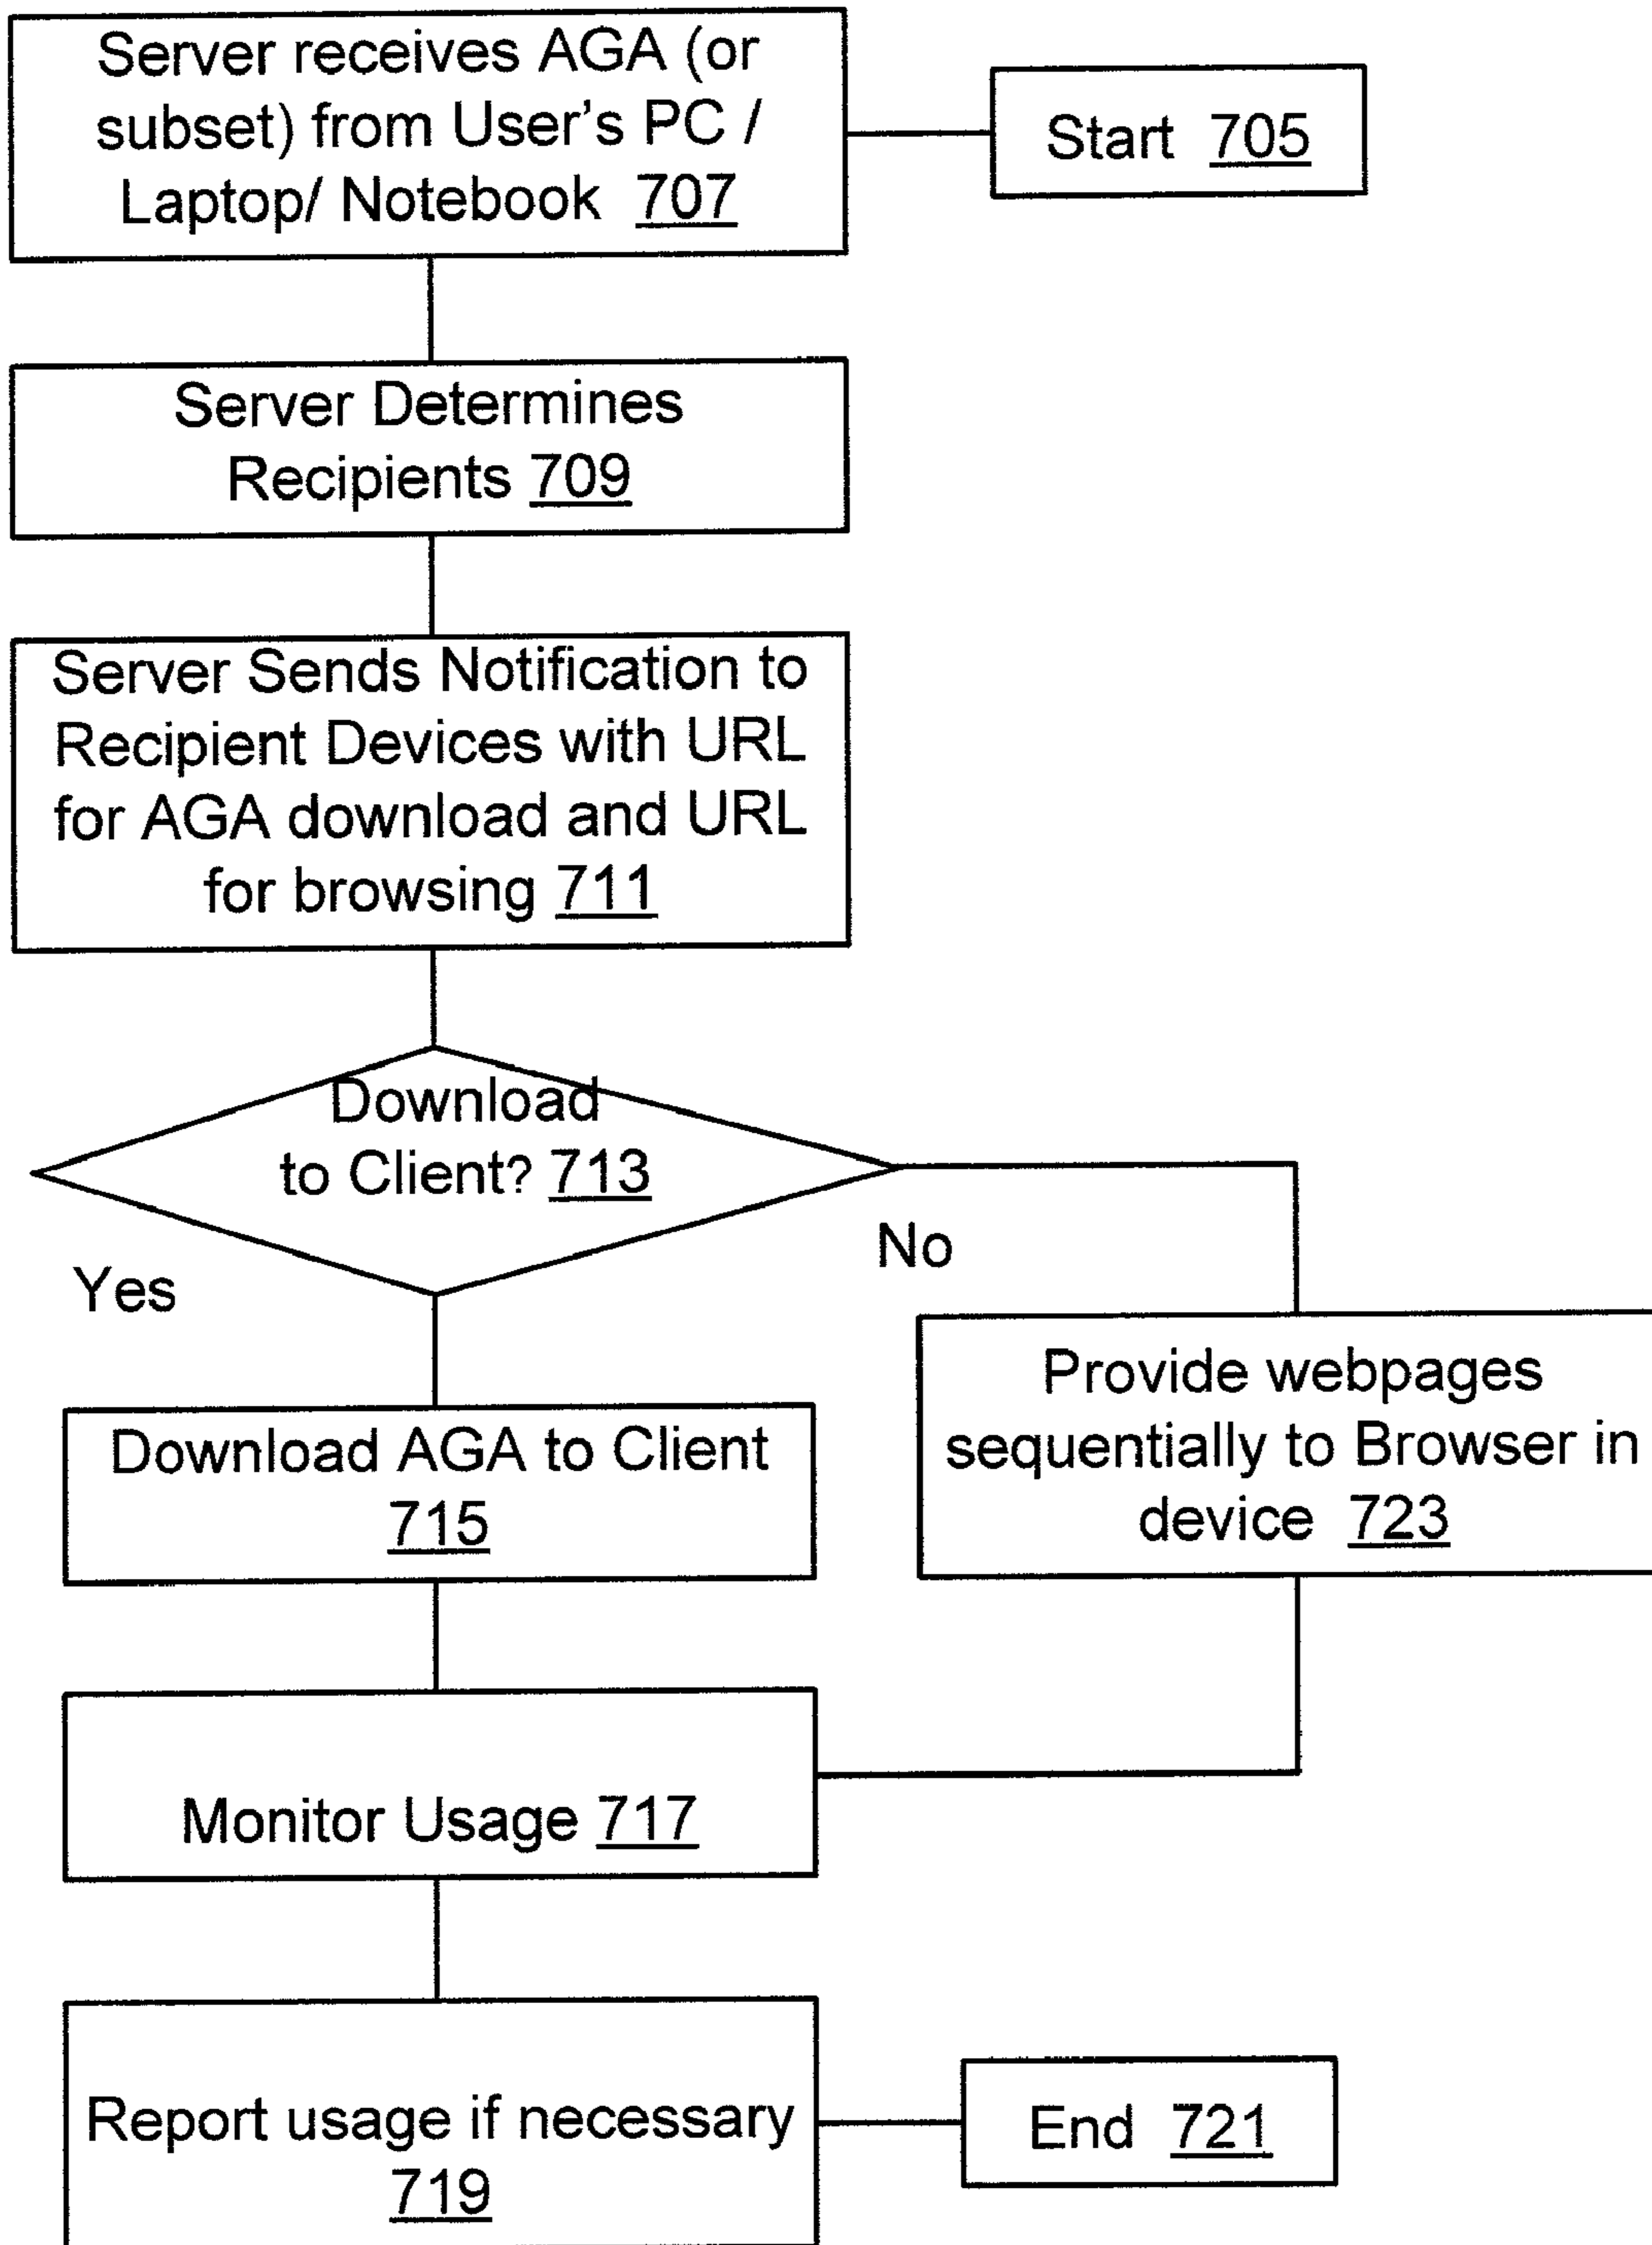 Server receives AGA (or
subset) from User's PC /
Laptop/ Notebook 707
Start 705
Server Determines
Recipients 709
Server Sends Notification to
Recipient Devices with URL
for AGA download and URL
for browsing 711
Download
to Client? 713
No
Yes
Provide webpages
sequentially to Browser in
device 723
Download AGA to Client
715
Monitor Usage 717
Report usage if necessary
719
End 721